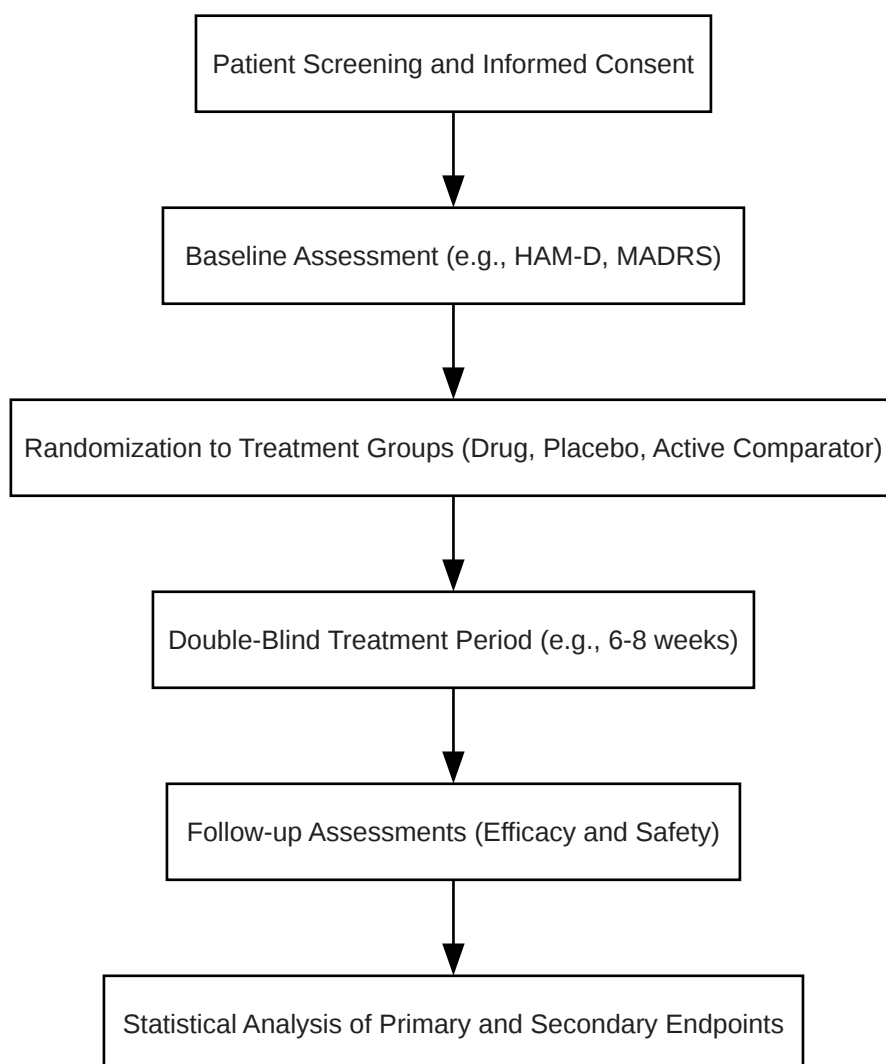 Patient Screening and Informed Consent
Baseline Assessment (e.g., HAM-D, MADRS)
Randomization to Treatment Groups (Drug, Placebo, Active Comparator)
Double-Blind Treatment Period (e.g., 6-8 weeks)
Follow-up Assessments (Efficacy and Safety)
Statistical Analysis of Primary and Secondary Endpoints